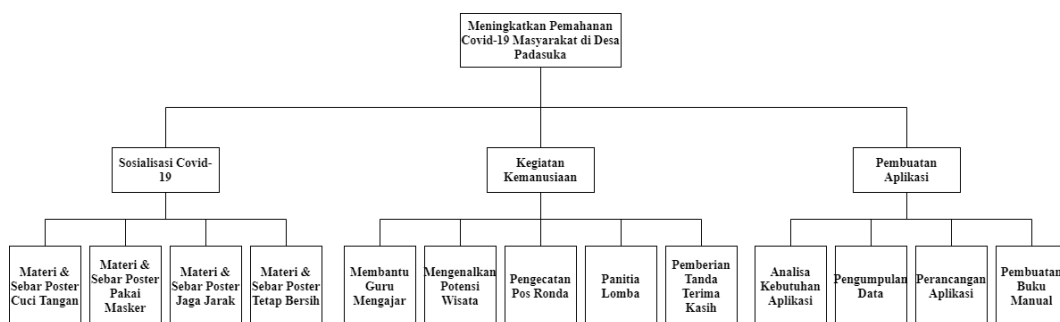 Meningkatkan Pemahanan
Covid-19 Masyarakat di Desa
Padasuka
Sosialisasi Covid-
19
Kegiatan
Kemanusiaan
Pembuatan
Aplikasi
Materi &
Sebar Poster
Cuci Tangan
Materi &
Sebar Poster
Pakai
Masker
Materi &
Sebar Poster
Jaga Jarak
Materi &
Sebar Poster
Tetap Bersih
Membantu
Guru
Mengajar
Mengenalkan
Potensi
Wisata
Pengecatan
Pos Ronda
Panitia
Lomba
Pemberian
Tanda
Terima
Kasih
Analisa
Kebutuhan
Aplikasi
Pengumpulan
Data
Perancangan
Aplikasi
Pembuatan
Buku
Manual